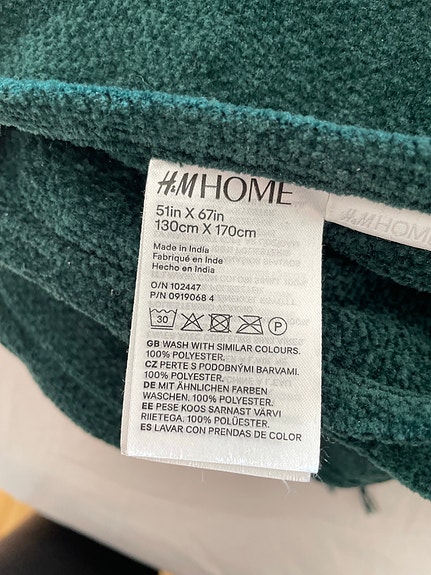 H&M HOME
51in X 67in
130cm X 170cm
Made in India
Fabriqué en Inde
Hecho en India
O/N 102447
P/N 0919068 4
30 P
GB WASH WITH SIMILAR COLOURS.
100% POLYESTER.
CZ PERTE S PODOBNÝMI BARVAMI.
100% POLYESTER.
DE MIT ÄHNLICHEN FARBEN
WASCHEN. 100% POLYESTER.
EE PESE KOOS SARNAST VÄRVI
RIIETEGA. 100% POLÜESTER.
ES LAVAR CON PRENDAS DE COLOR
H&M HOME